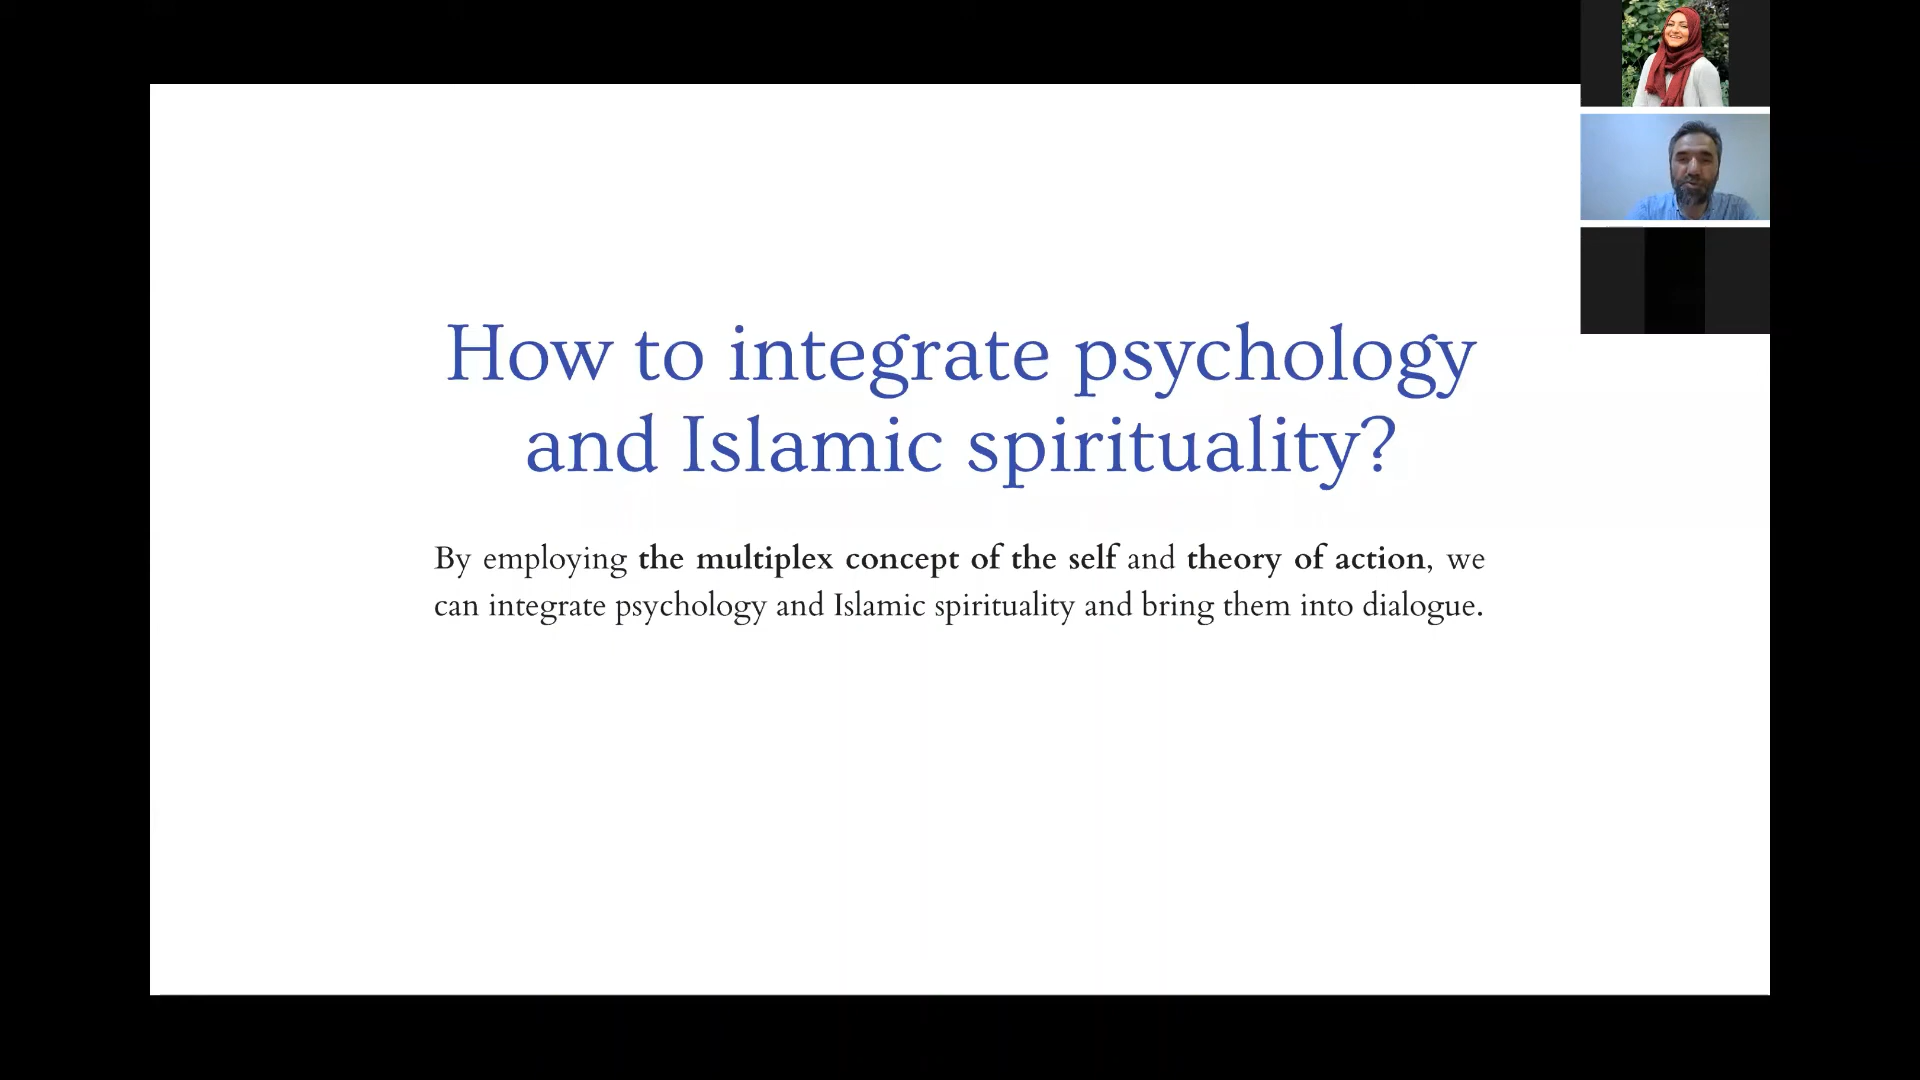 How to integrate psychology
and Islamic spirituality?
By employing the multiplex concept of the self and theory of action, we
can integrate psychology and Islamic spirituality and bring them into dialogue.